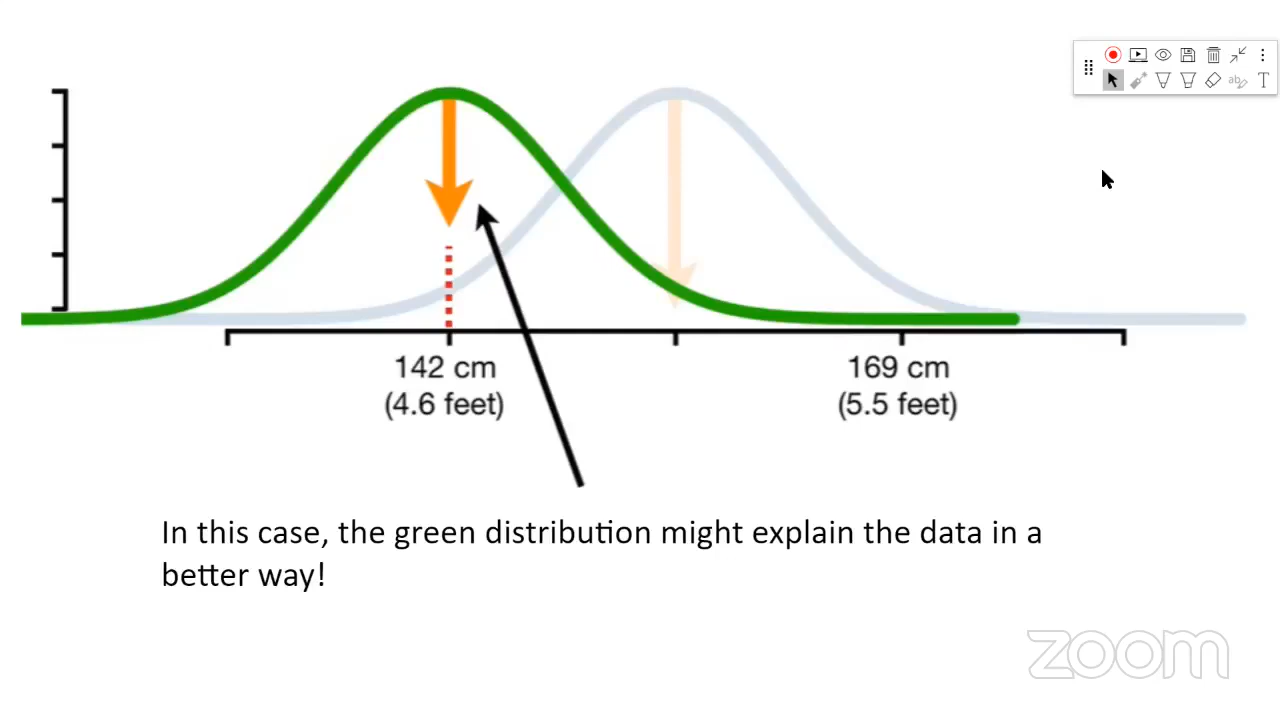 142 cm
(4.6 feet)
169 cm
(5.5 feet)
In this case, the green distribution might explain the data in a
better way!
zoom